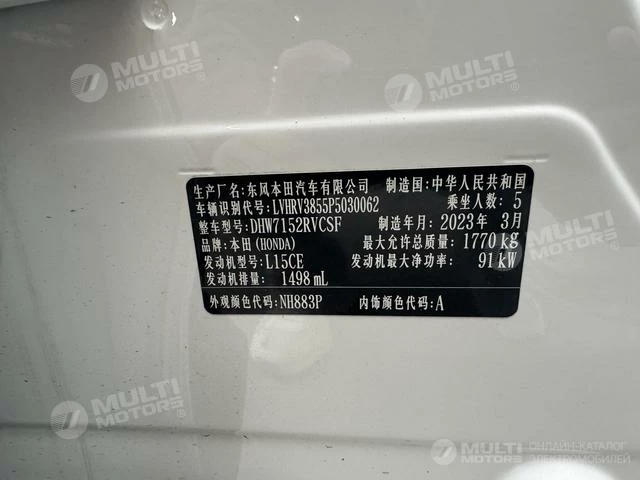 MULTI
MOTORS
MULTI
MOTORS
生产厂名:东风本田汽车有限公司 制造国:中华人民共和国
车辆识别代号:LVHRV3855P5030062 乘坐人数: 5
整车型号:DHW7152RVCSF 制造年月:2023年 3月
品牌:本田(HONDA) 最大允许总质量:1770kg
发动机型号:L15CE 发动机最大净功率: 91kW
发动机排量: 1498mL
外观颜色代码:NH883P 内饰颜色代码:A
MULTI
MOTORS
MULTI
MOTORS
ОНЛАЙН-КАТАЛОГ
ЭЛЕКТРОМОБИЛЕЙ